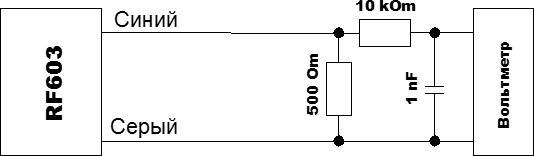 RF603
Синий
Серый
500 Om
10 kOm
1 nF
Вольтметр